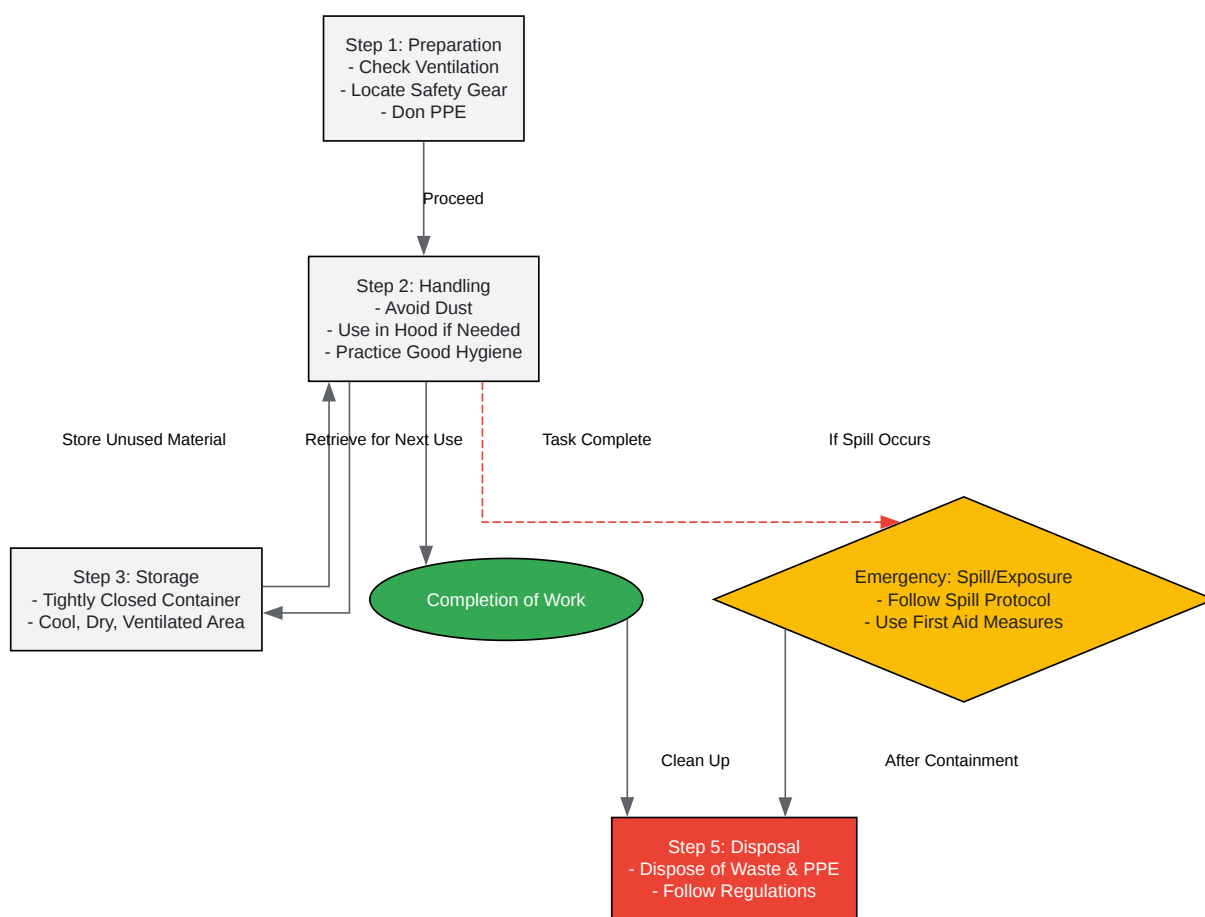 Step 1: Preparation
- Check Ventilation
- Locate Safety Gear
- Don PPE
Proceed
Step 2: Handling
- Avoid Dust
- Use in Hood if Needed
- Practice Good Hygiene
Store Unused Material
Retrieve for Next Use
Task Complete
If Spill Occurs
Step 3: Storage
- Tightly Closed Container
- Cool, Dry, Ventilated Area
Completion of Work
Emergency: Spill/Exposure
- Follow Spill Protocol
- Use First Aid Measures
Clean Up
After Containment
Step 5: Disposal
- Dispose of Waste & PPE
- Follow Regulations